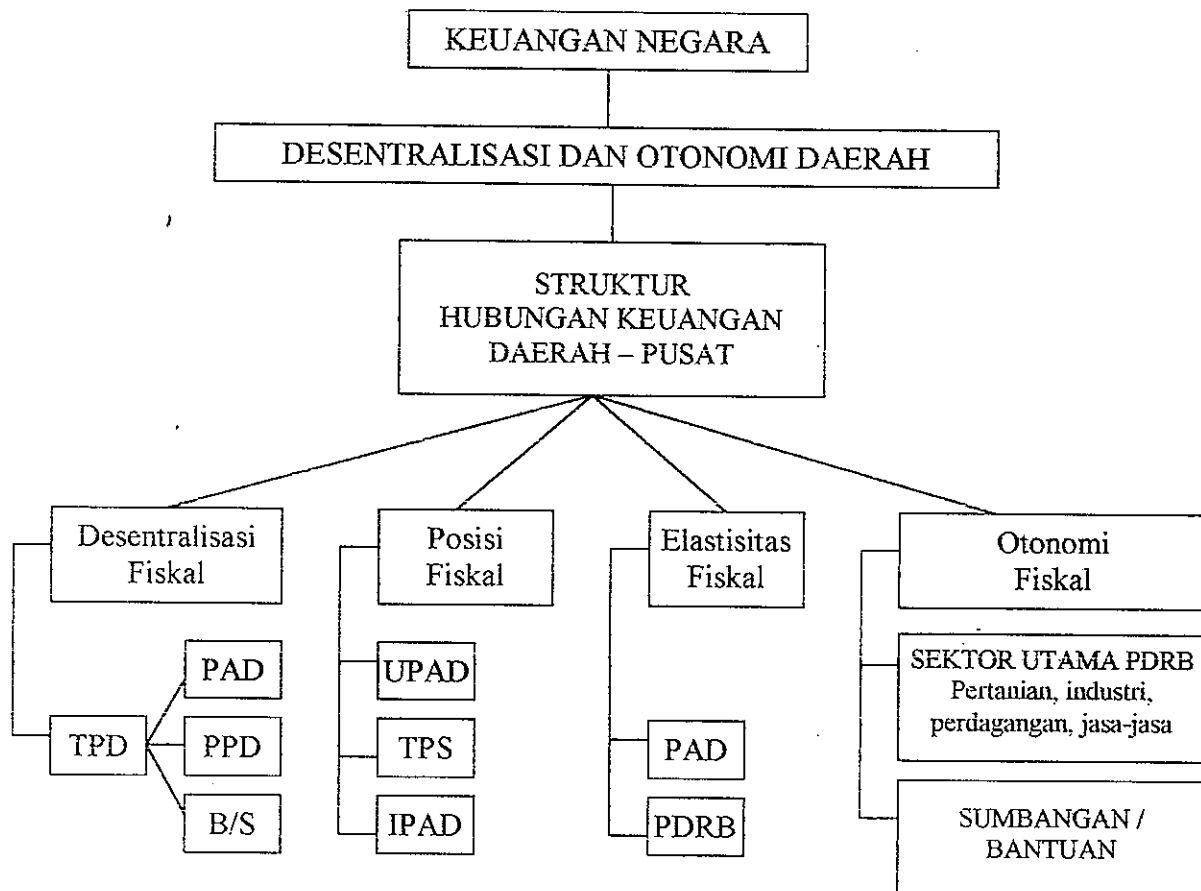 KEUANGAN NEGARA
DESENTRALISASI DAN OTONOMI DAERAH
STRUKTUR
HUBUNGAN KEUANGAN
DAERAH – PUSAT
Desentralisasi
Fiskal
TPD
PAD
PPD
B/S
Posisi
Fiskal
UPAD
TPS
IPAD
Elastisitas
Fiskal
PAD
PDRB
Otonomi
Fiskal
SEKTOR UTAMA PDRB
Pertanian, industri,
perdagangan, jasa-jasa
SUMBANGAN /
BANTUAN